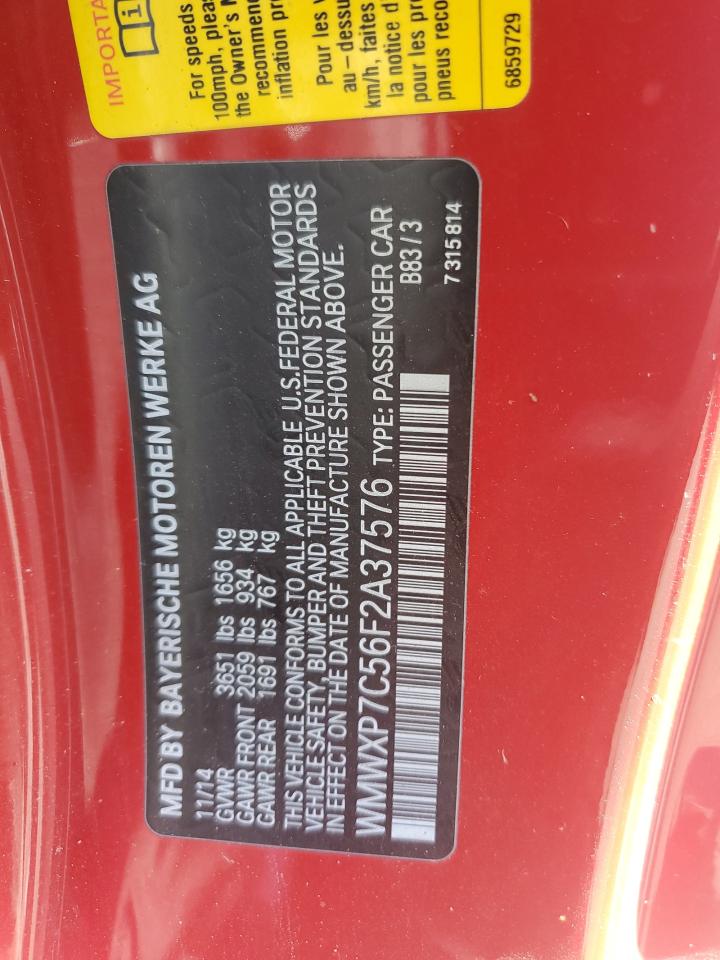 IMPORTA
For speeds
100mph, pleas
the Owner's M
recommen
inflation pre
Pour les v
au-dessu
km/h, faites
la notice d'
pour les pre
pneus reco
6859729
MFD BY BAYERISCHE MOTOREN WERKE AG
11/14
GVWR 3651 lbs 1656 kg
GAWR FRONT 2059 lbs 934 kg
GAWR REAR 1691 lbs 767 kg
THIS VEHICLE CONFORMS TO ALL APPLICABLE U.S.FEDERAL MOTOR
VEHICLE SAFETY, BUMPER AND THEFT PREVENTION STANDARDS
IN EFFECT ON THE DATE OF MANUFACTURE SHOWN ABOVE.
WMWXP7C56F2A37576 TYPE: PASSENGER CAR
B83/3
7315814